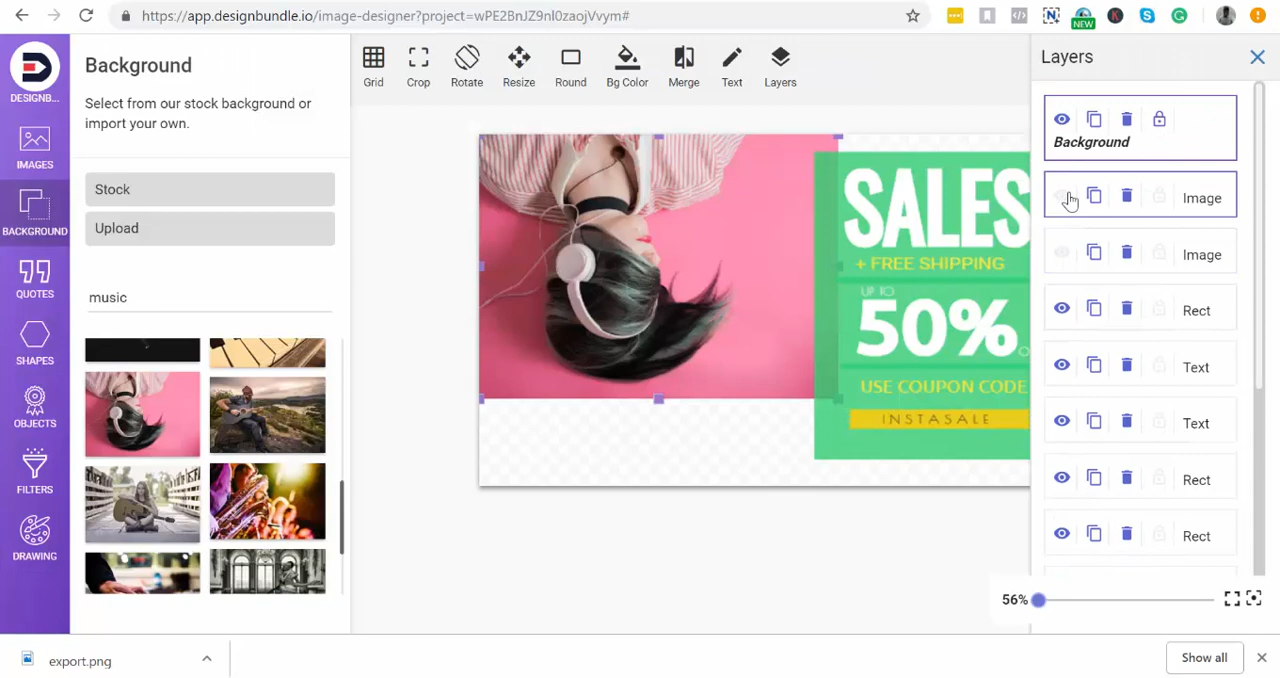 https://app.designbundle.io/image-designer?project=wPE2BnJZ9nI0zaojVvym#
NEW
DESIGNB...
IMAGES
BACKGROUND
QUOTES
SHAPES
OBJECTS
FILTERS
DRAWING
Background
Select from our stock background or
import your own.
Stock
Upload
music
Grid
Crop
Rotate
Resize
Round
Bg Color
Merge
Text
Layers
SALES
+ FREE SHIPPING
UP TO
50%
USE COUPON CODE
INSTASALE
Layers
Background
Image
Image
Rect
Text
Text
Rect
Rect
56%
export.png
Show all